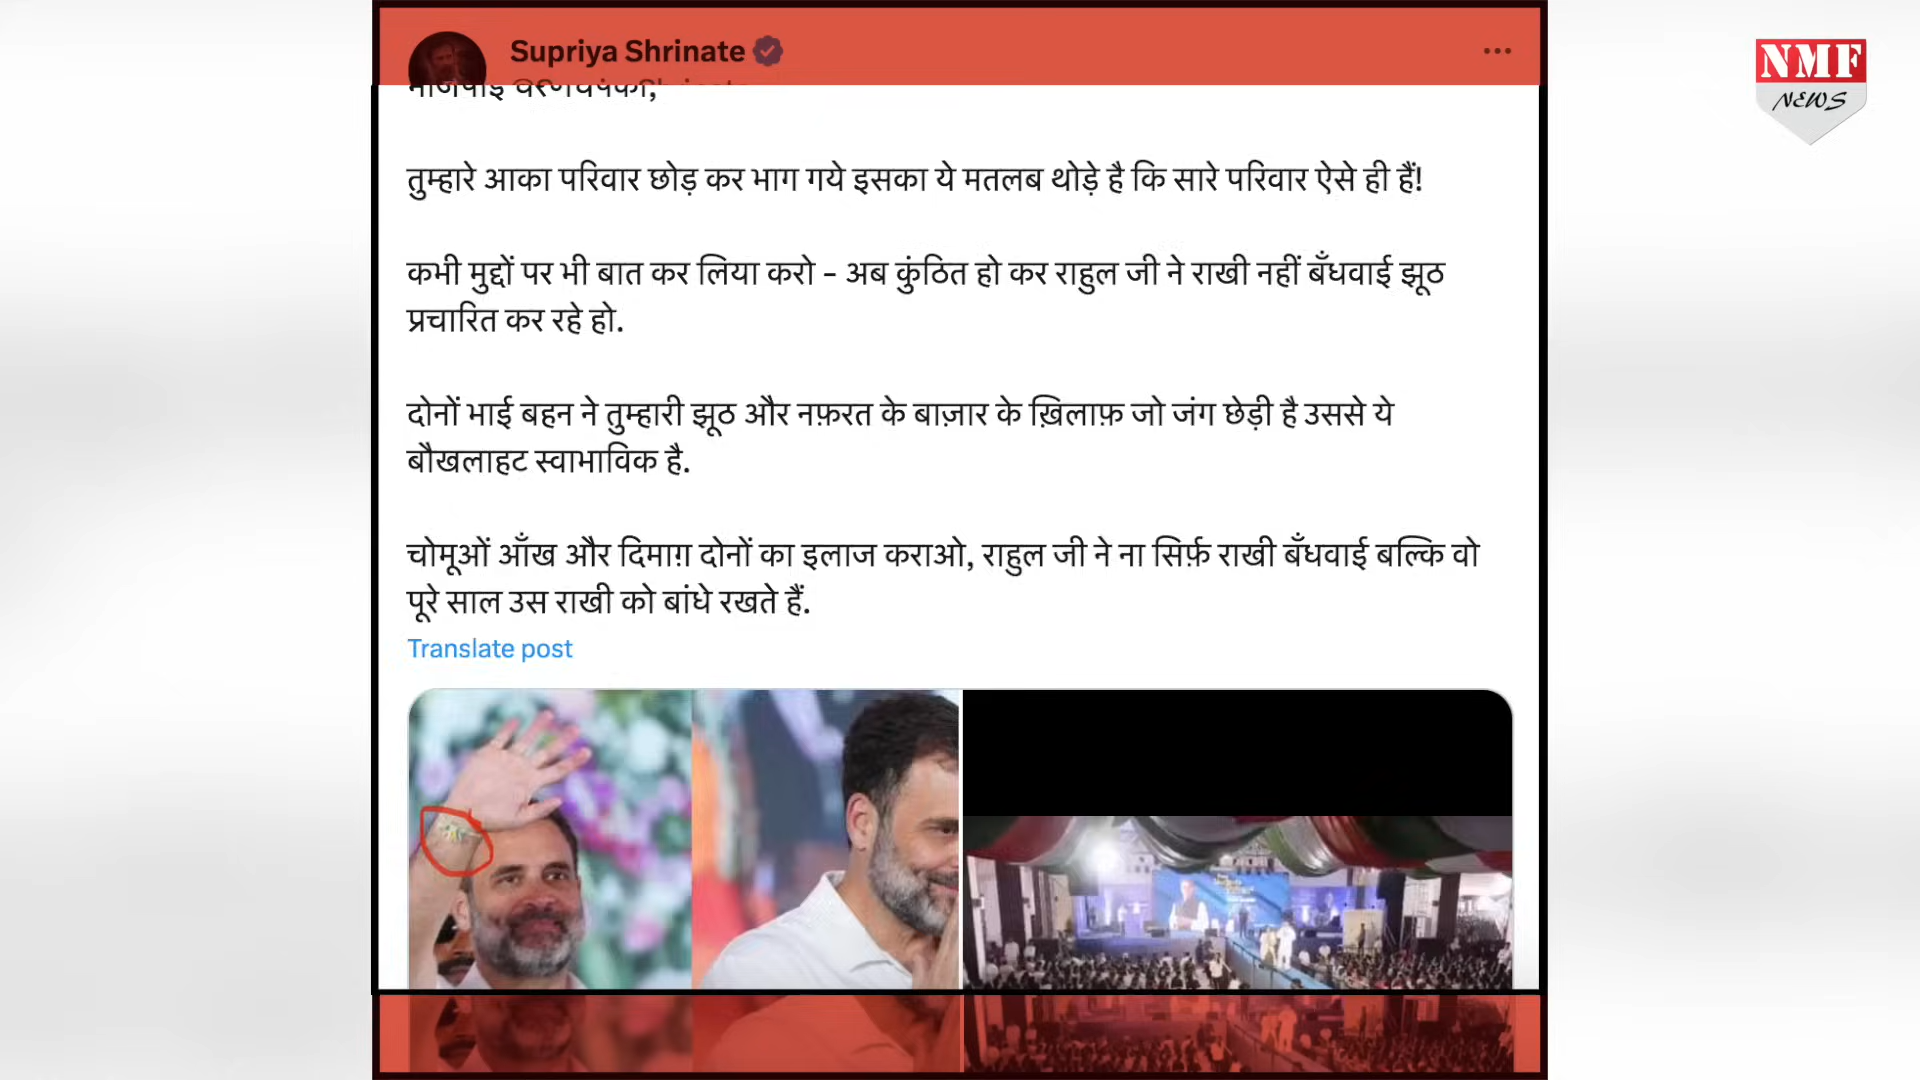 Supriya Shrinate
NMF
NEWS
तुम्हारे आका परिवार छोड़ कर भाग गये इसका ये मतलब थोड़े है कि सारे परिवार ऐसे ही हैं!
कभी मुद्दों पर भी बात कर लिया करो - अब कुंठित हो कर राहुल जी ने राखी नहीं बँधवाई झूठ
प्रचारित कर रहे हो.
दोनों भाई बहन ने तुम्हारी झूठ और नफ़रत के बाज़ार के ख़िलाफ़ जो जंग छेड़ी है उससे ये
बौखलाहट स्वाभाविक है.
चोमूओं आँख और दिमाग़ दोनों का इलाज कराओ, राहुल जी ने ना सिर्फ़ राखी बँधवाई बल्कि वो
पूरे साल उस राखी को बांधे रखते हैं.
Translate post